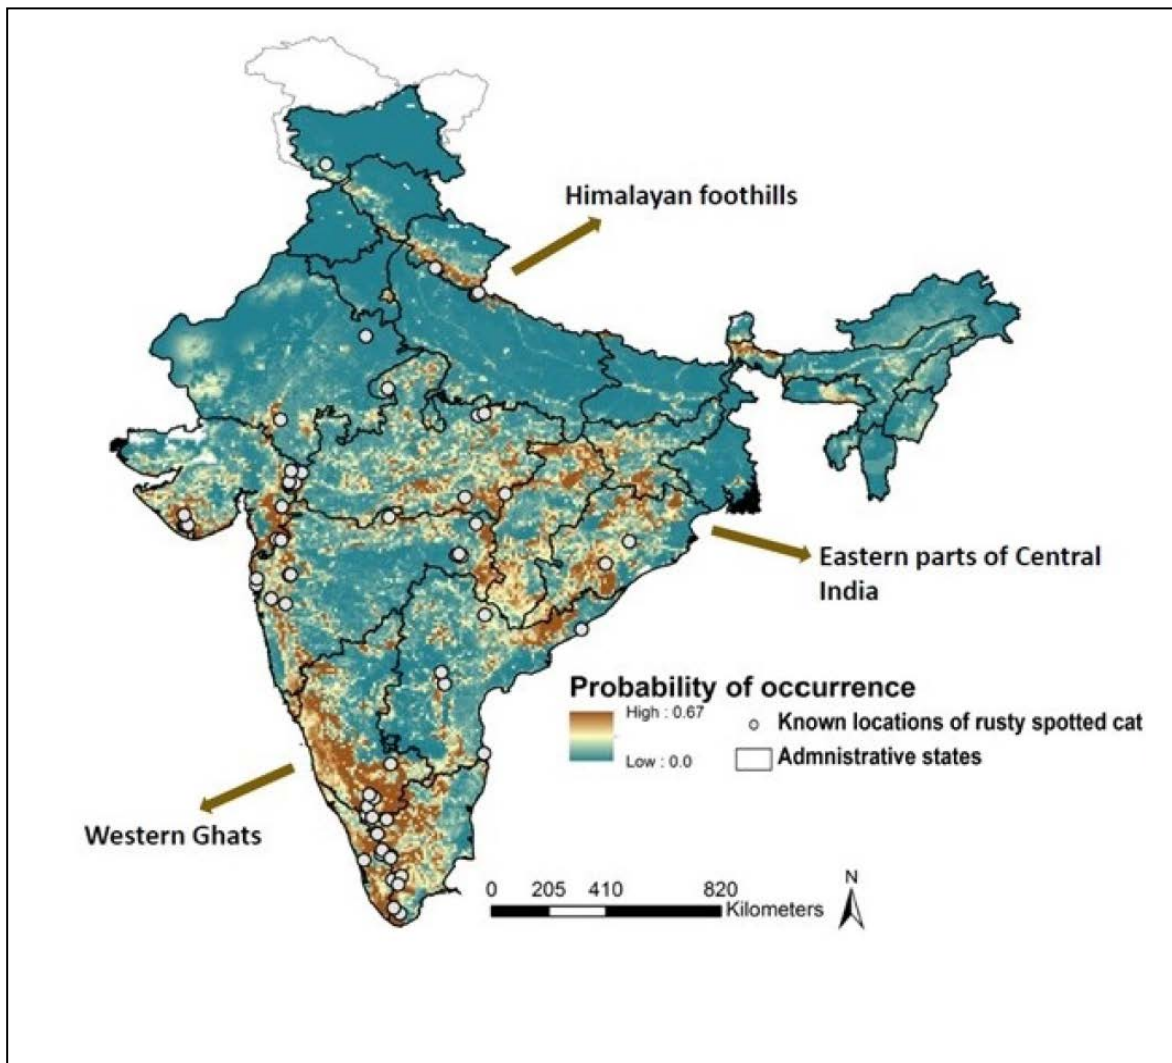 Himalayan foothills
Eastern parts of Central
India
Probability of occurrence
High : 0.67
Low : 0.0
Known locations of rusty spotted cat
Admnistrative states
Western Ghats
0 205 410 820
Kilometers
N